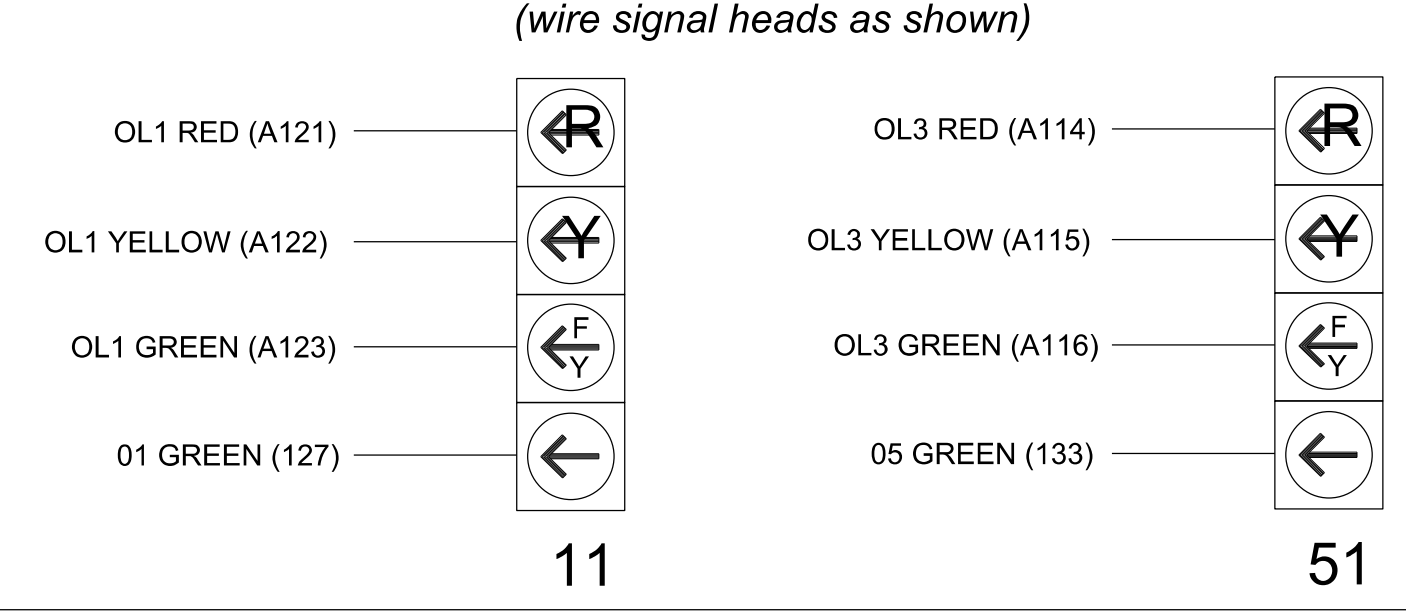 (wire signal heads as shown)
OL1 RED (A121)
R
OL1 YELLOW (A122)
Y
OL1 GREEN (A123)
F
Y
01 GREEN (127)
11
OL3 RED (A114)
R
OL3 YELLOW (A115)
Y
OL3 GREEN (A116)
F
Y
05 GREEN (133)
51